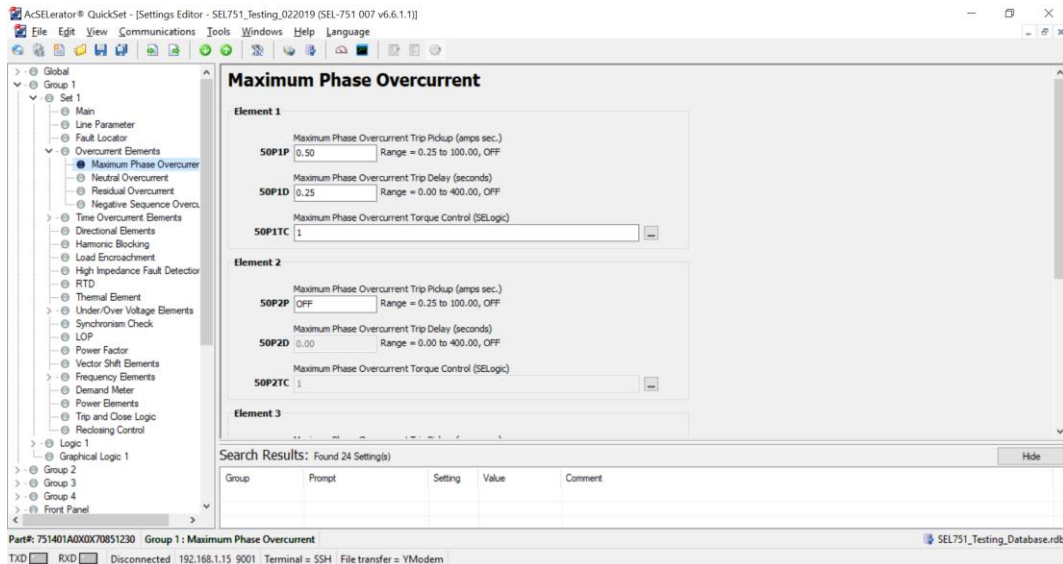 AcSELerator® QuickSet - [Settings Editor - SEL751_Testing_022019 (SEL-751 007 v6.6.1.1)]
File Edit View Communications Tools Windows Help Language
Global
Group 1
Set 1
Main
Line Parameter
Fault Locator
Overcurrent Elements
Maximum Phase Overcurrer
Neutral Overcurrent
Residual Overcurrent
Negative Sequence Overcu
Time Overcurrent Elements
Directional Elements
Harmonic Blocking
Load Encroachment
High Impedance Fault Detection
RTD
Thermal Element
Under/Over Voltage Elements
Synchronism Check
LOP
Power Factor
Vector Shift Elements
Frequency Elements
Demand Meter
Power Elements
Trip and Close Logic
Reclosing Control
Logic 1
Graphical Logic 1
Group 2
Group 3
Group 4
Front Panel
Maximum Phase Overcurrent
Element 1
Maximum Phase Overcurrent Trip Pickup (amps sec.)
50P1P 0.50 Range = 0.25 to 100.00, OFF
Maximum Phase Overcurrent Trip Delay (seconds)
50P1D 0.25 Range = 0.00 to 400.00, OFF
Maximum Phase Overcurrent Torque Control (SELogic)
50P1TC 1 ...
Element 2
Maximum Phase Overcurrent Trip Pickup (amps sec.)
50P2P OFF Range = 0.25 to 100.00, OFF
Maximum Phase Overcurrent Trip Delay (seconds)
50P2D 0.00 Range = 0.00 to 400.00, OFF
Maximum Phase Overcurrent Torque Control (SELogic)
50P2TC 1 ...
Element 3
Search Results: Found 24 Setting(s) Hide
Group Prompt Setting Value Comment
Part#: 751401A0X0X70851230 Group 1 : Maximum Phase Overcurrent SEL751_Testing_Database.rdb
TXD RXD Disconnected 192.168.1.15 9001 Terminal = SSH File transfer = YModem